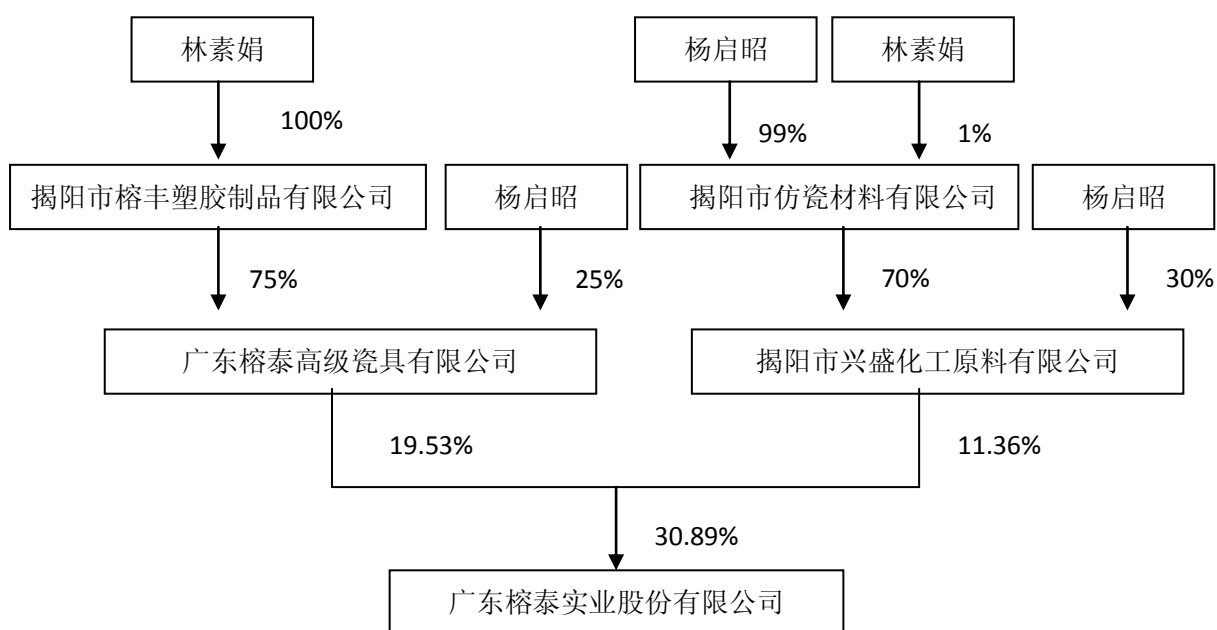 林素娟
杨启昭
林素娟
100%
99%
1%
揭阳市榕丰塑胶制品有限公司
杨启昭
揭阳市仿瓷材料有限公司
杨启昭
75%
25%
70%
30%
广东榕泰高级瓷具有限公司
揭阳市兴盛化工原料有限公司
19.53%
11.36%
30.89%
广东榕泰实业股份有限公司